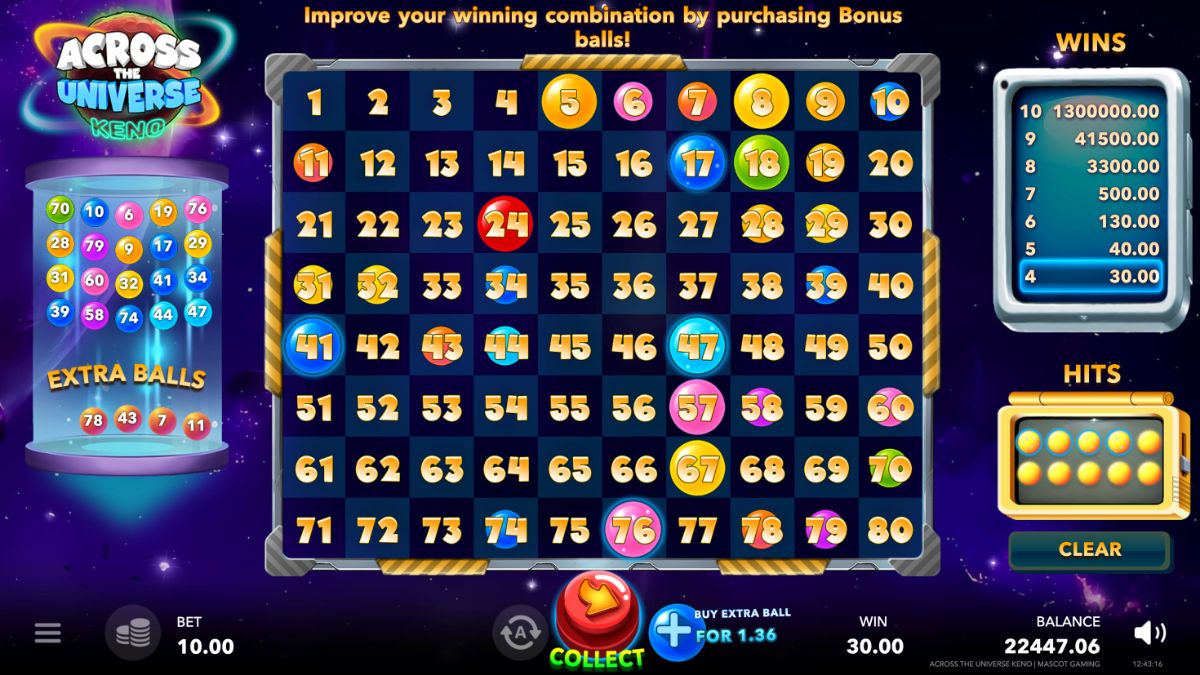 Improve your winning combination by purchasing Bonus
balls!
ACROSS
THE
UNIVERSE
KENO
70 10 6 19 76
28 79 9 17 29
31 60 32 41 34
39 58 74 44 47
EXTRA BALLS
78 43 7 11
1 2 3 4 5 6 7 8 9 10
11 12 13 14 15 16 17 18 19 20
21 22 23 24 25 26 27 28 29 30
31 32 33 34 35 36 37 38 39 40
41 42 43 44 45 46 47 48 49 50
51 52 53 54 55 56 57 58 59 60
61 62 63 64 65 66 67 68 69 70
71 72 73 74 75 76 77 78 79 80
WINS
10 1300000.00
9 41500.00
8 3300.00
7 500.00
6 130.00
5 40.00
4 30.00
HITS
CLEAR
BET
10.00
A
COLLECT
BUY EXTRA BALL
FOR 1.36
WIN
30.00
BALANCE
22447.06
ACROSS THE UNIVERSE KENO | MASCOT GAMING
12:43:16